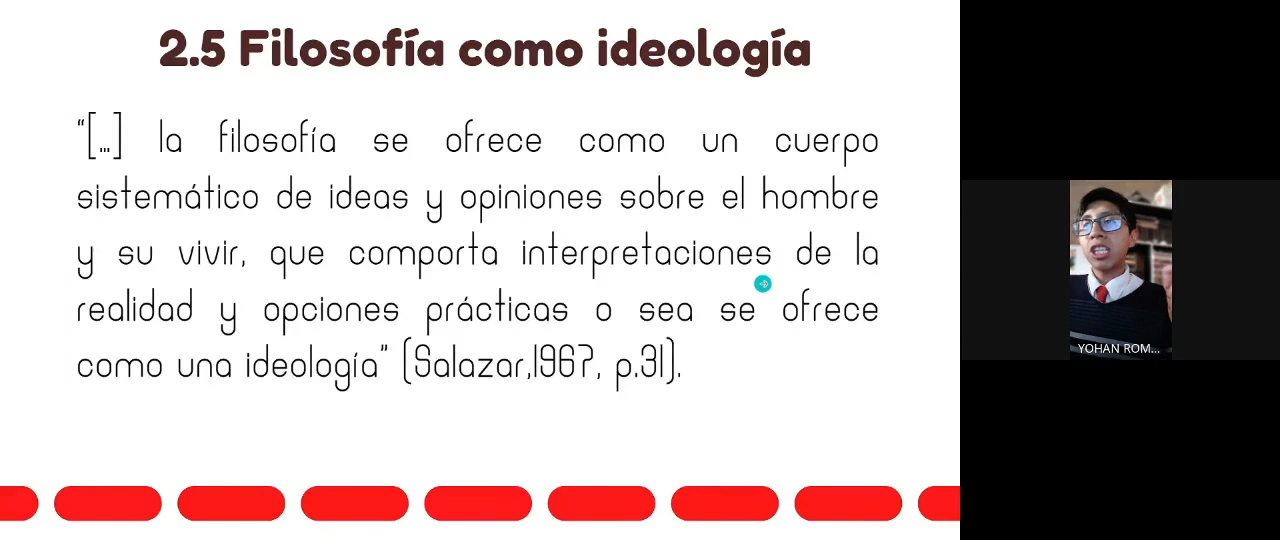 2.5 Filosofía como ideología
“[...] la filosofía se ofrece como un cuerpo
sistemático de ideas y opiniones sobre el hombre
y su vivir, que comporta interpretaciones de la
realidad y opciones prácticas o sea se ofrece
como una ideología” (Salazar,1967, p.31).
YOHAN ROM...